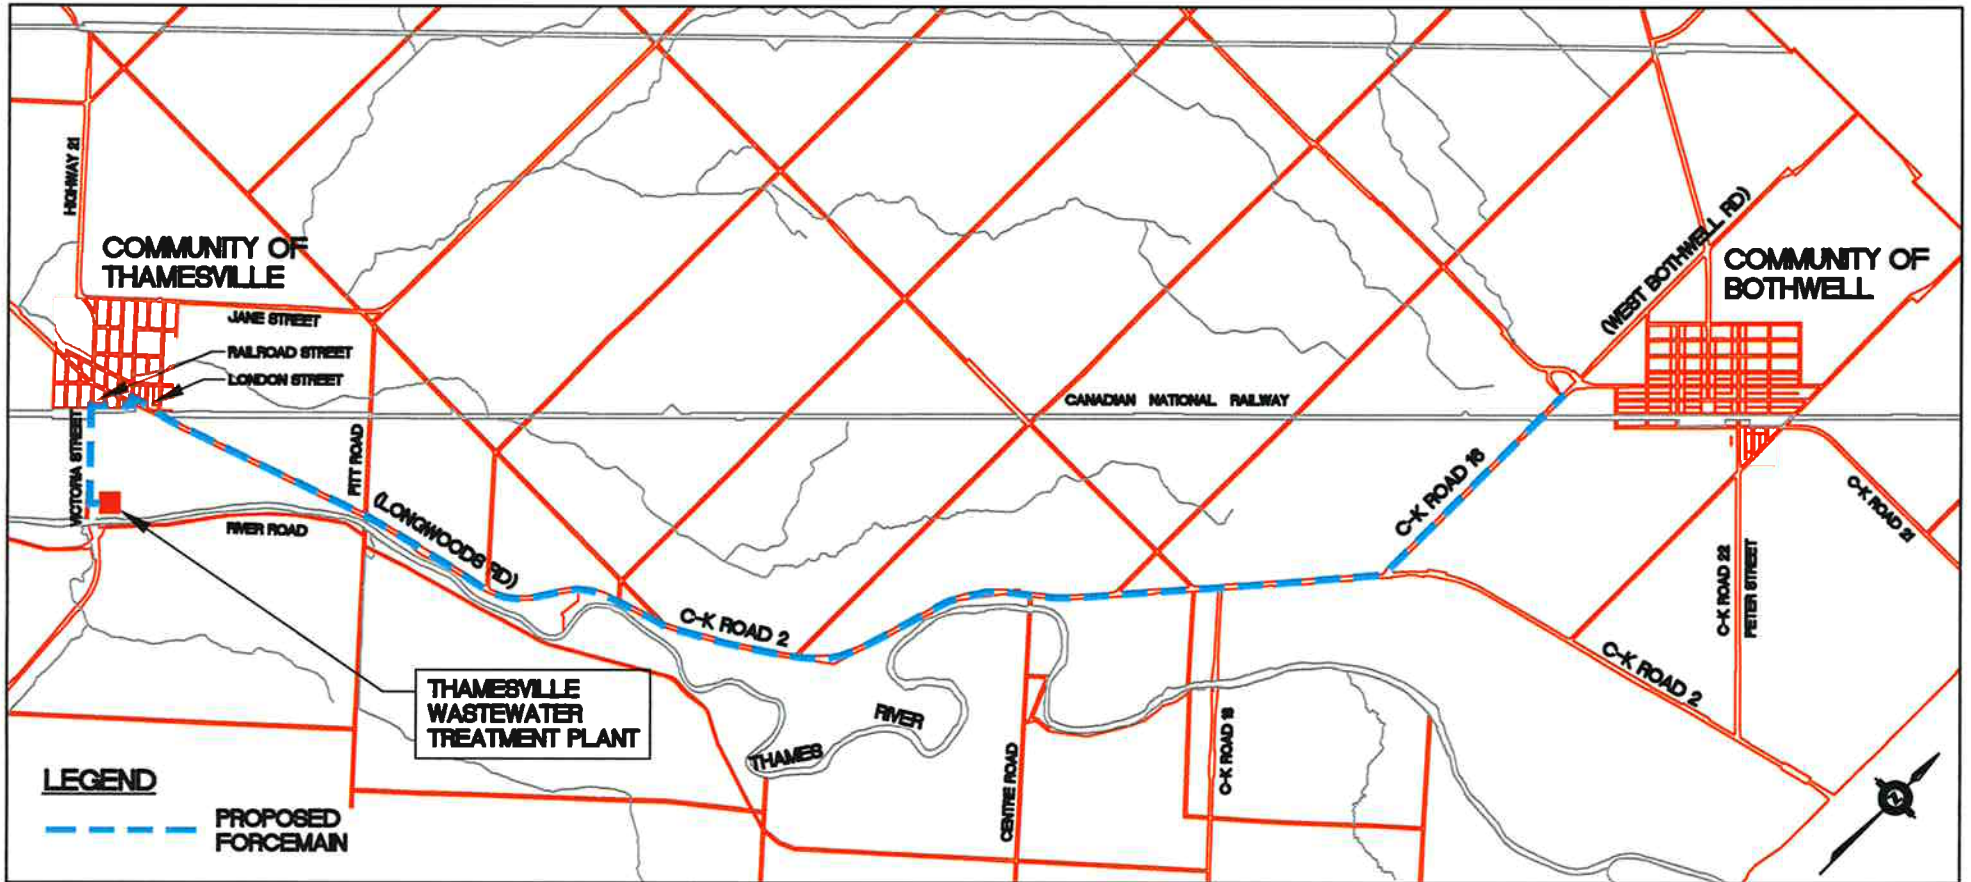 HIGHWAY 21
COMMUNITY OF
THAMESVILLE
JANE STREET
RAILROAD STREET
LONDON STREET
VICTORIA STREET
PITT ROAD
RIVER ROAD
(LONGWOODS RD)
C-K ROAD 2
THAMESVILLE
WASTEWATER
TREATMENT PLANT
THAMES
RIVER
CENTRE ROAD
C-K ROAD 18
CANADIAN NATIONAL RAILWAY
C-K ROAD 16
(WEST BOTHWELL RD)
COMMUNITY OF
BOTHWELL
C-K ROAD 21
C-K ROAD 22
PETER STREET
C-K ROAD 2
LEGEND
PROPOSED
FORCEMAIN